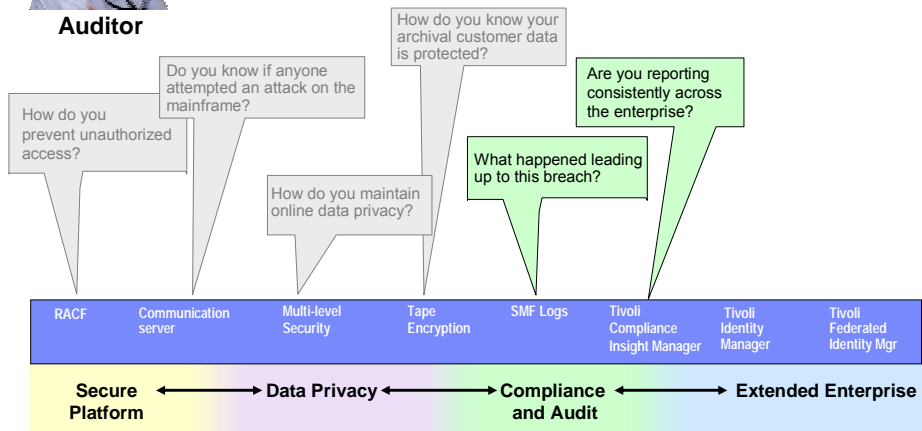 Auditor
How do you know your
archival customer data
is protected?
Do you know if anyone
attempted an attack on the
mainframe?
Are you reporting
consistently across
the enterprise?
How do you
prevent unauthorized
access?
What happened leading
up to this breach?
How do you maintain
online data privacy?
RACF
Communication
server
Multi-level
Security
Tape
Encryption
SMF Logs
Tivoli
Compliance
Insight Manager
Tivoli
Identity
Manager
Tivoli
Federated
Identity Mgr
Secure
Platform
Data Privacy
Compliance
and Audit
Extended Enterprise